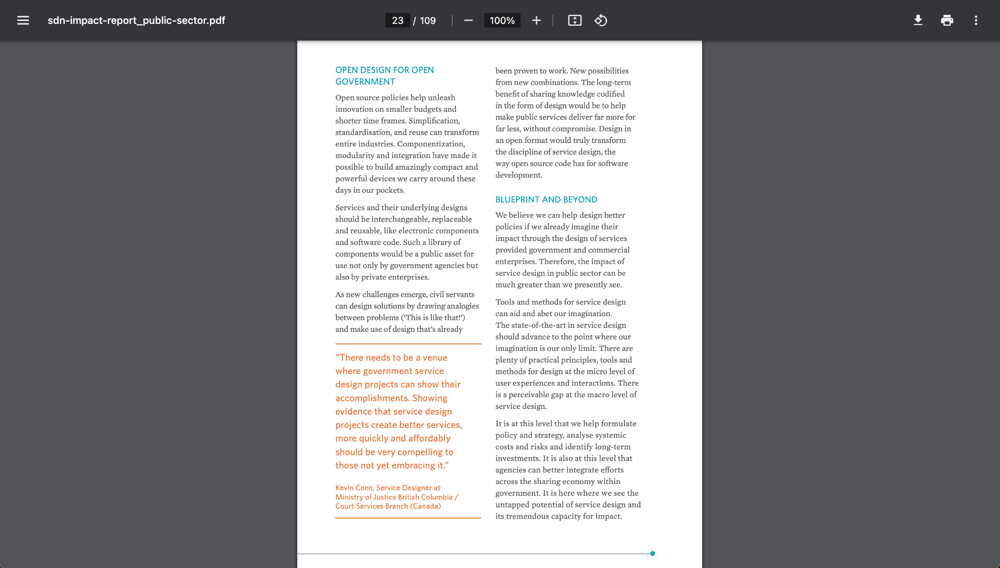 sdn-impact-report_public-sector.pdf
23 / 109
100%
OPEN DESIGN FOR OPEN
GOVERNMENT
Open source policies help unleash
innovation on smaller budgets and
shorter time frames. Simplification,
standardisation, and reuse can transform
entire industries. Componentization,
modularity and integration have made it
possible to build amazingly compact and
powerful devices we carry around these
days in our pockets.
Services and their underlying designs
should be interchangeable, replaceable
and reusable, like electronic components
and software code. Such a library of
components would be a public asset for
use not only by government agencies but
also by private enterprises.
As new challenges emerge, civil servants
can design solutions by drawing analogies
between problems (‘This is like that!’)
and make use of design that’s already
“There needs to be a venue
where government service
design projects can show their
accomplishments. Showing
evidence that service design
projects create better services,
more quickly and affordably
should be very compelling to
those not yet embracing it.”
Kevin Conn, Service Designer at
Ministry of Justice British Columbia /
Court Services Branch (Canada)
been proven to work. New possibilities
from new combinations. The long-term
benefit of sharing knowledge codified
in the form of design would be to help
make public services deliver far more for
far less, without compromise. Design in
an open format would truly transform
the discipline of service design, the
way open source code has for software
development.
BLUEPRINT AND BEYOND
We believe we can help design better
policies if we already imagine their
impact through the design of services
provided government and commercial
enterprises. Therefore, the impact of
service design in public sector can be
much greater than we presently see.
Tools and methods for service design
can aid and abet our imagination.
The state-of-the-art in service design
should advance to the point where our
imagination is our only limit. There are
plenty of practical principles, tools and
methods for design at the micro level of
user experiences and interactions. There
is a perceivable gap at the macro level of
service design.
It is at this level that we help formulate
policy and strategy, analyse systemic
costs and risks and identify long-term
investments. It is also at this level that
agencies can better integrate efforts
across the sharing economy within
government. It is here where we see the
untapped potential of service design and
its tremendous capacity for impact.